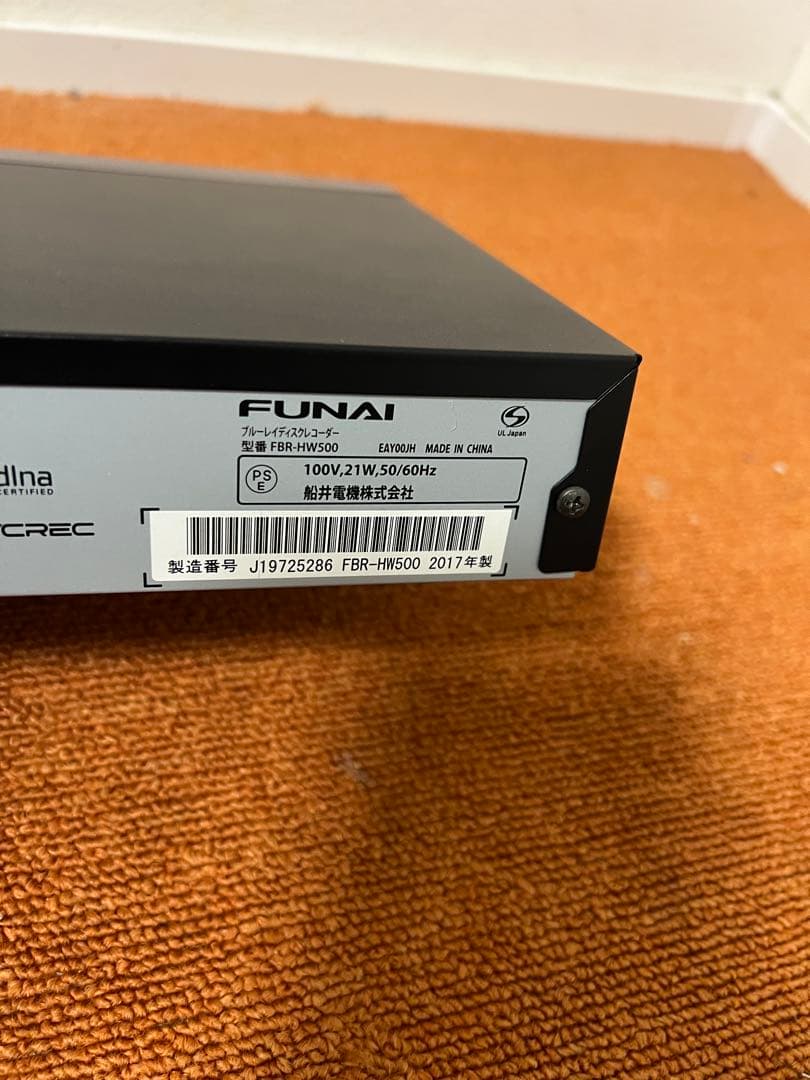 FUNAI
ブルーレイディスクレコーダー
型番 FBR-HW500 EAY00JH MADE IN CHINA
UL Japan
PS
E
100V,21W,50/60Hz
船井電機株式会社
dlna
CERTIFIED
CREC
製造番号 J19725286 FBR-HW500 2017年製